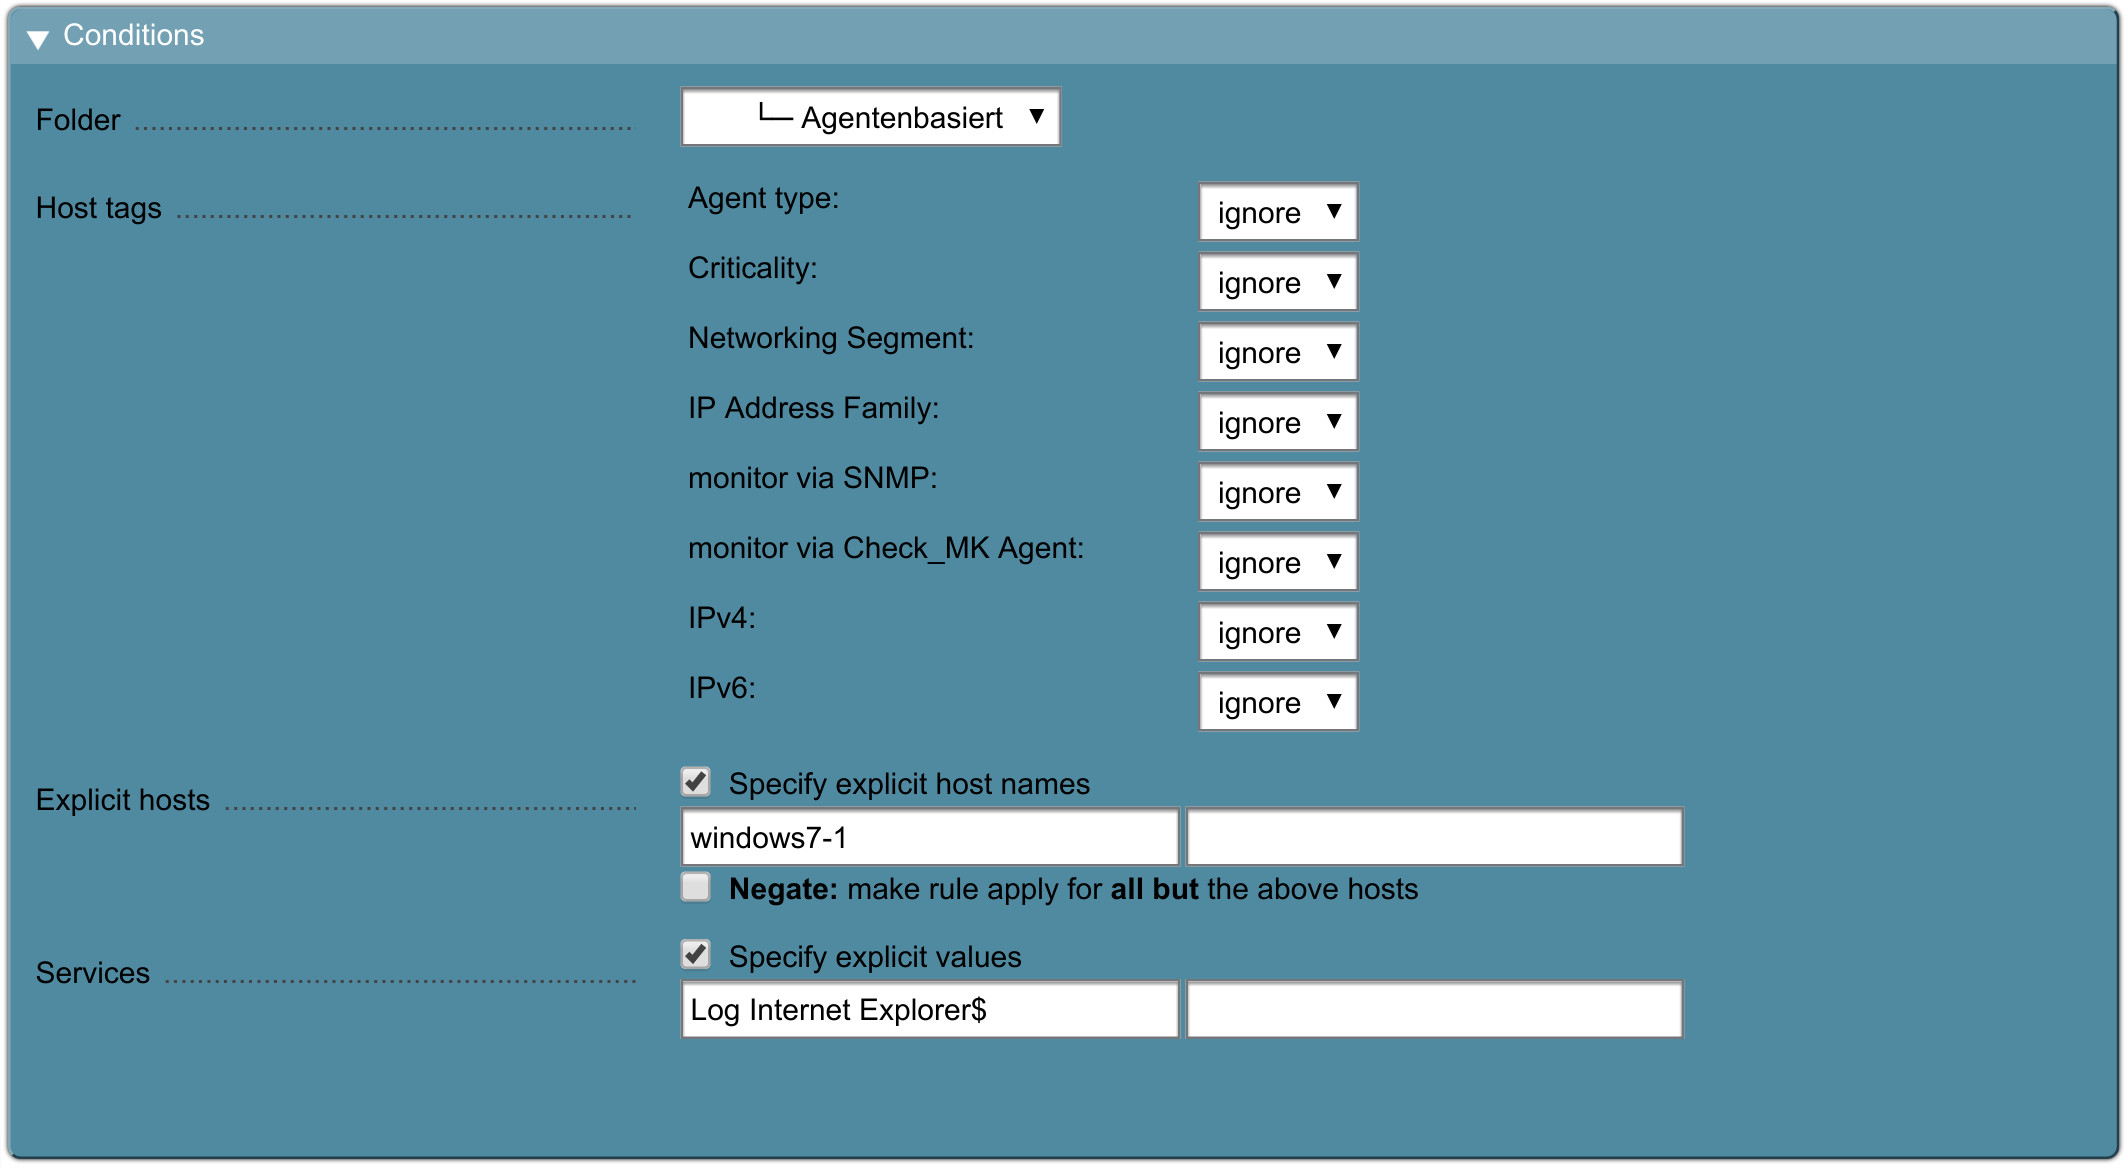 Conditions
Folder
└─ Agentenbasiert
Host tags
Agent type: ignore
Criticality: ignore
Networking Segment: ignore
IP Address Family: ignore
monitor via SNMP: ignore
monitor via Check_MK Agent: ignore
IPv4: ignore
IPv6: ignore
Explicit hosts
Specify explicit host names
windows7-1
Negate: make rule apply for all but the above hosts
Services
Specify explicit values
Log Internet Explorer$